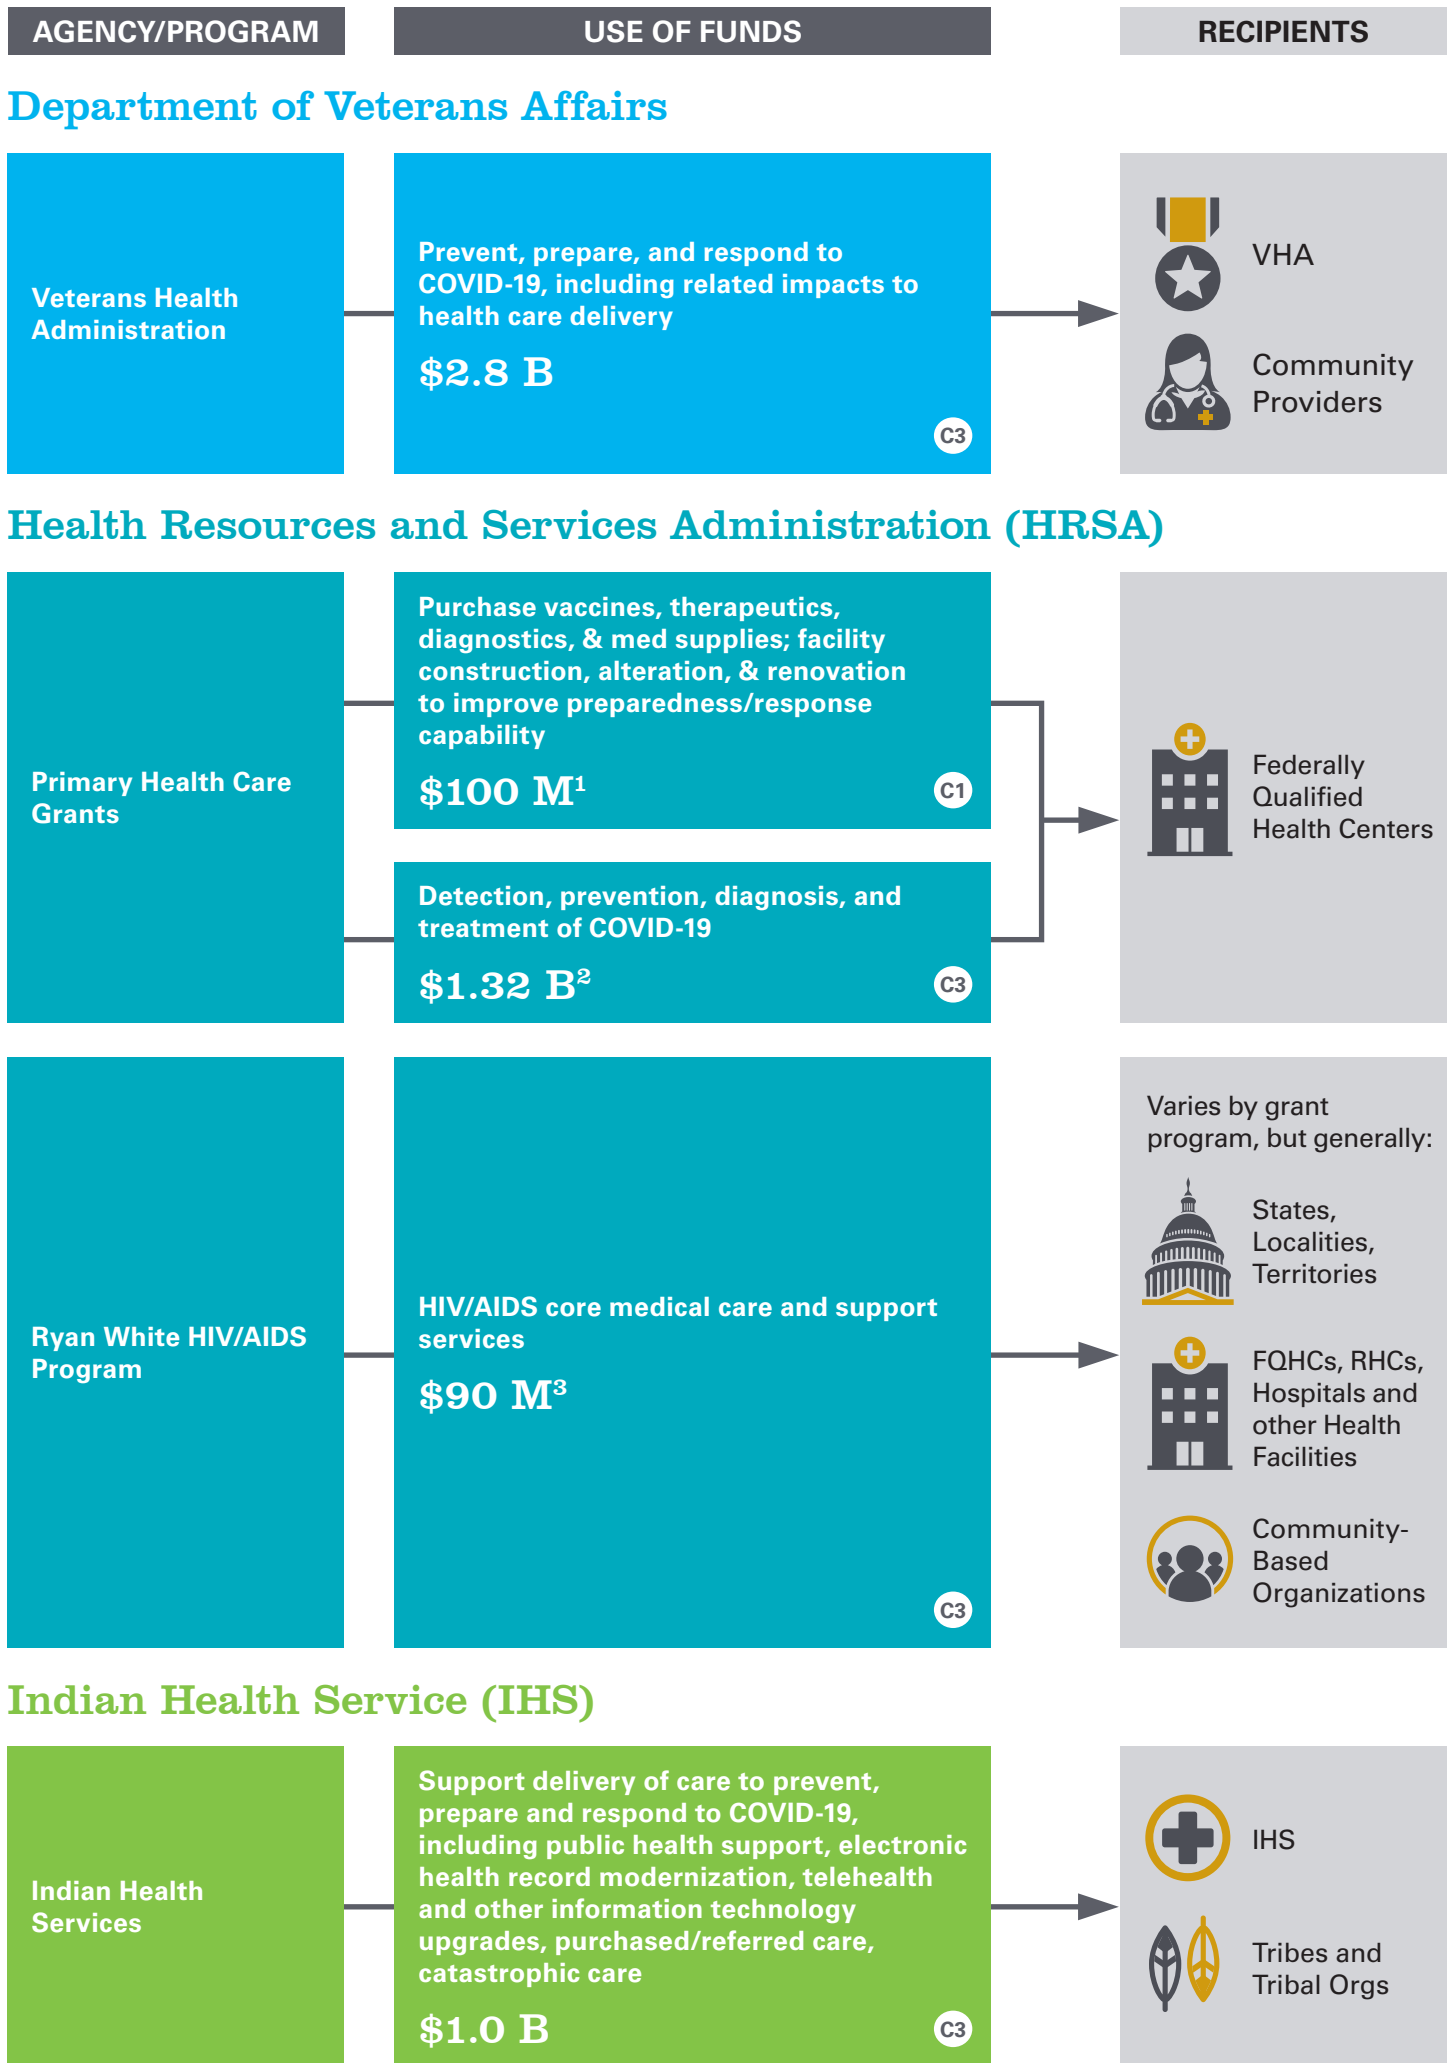 AGENCY/PROGRAM
USE OF FUNDS
RECIPIENTS
Department of Veterans Affairs
Veterans Health
Administration
Prevent, prepare, and respond to
COVID-19, including related impacts to
health care delivery
$2.8 B
C3
VHA
Community
Providers
Health Resources and Services Administration (HRSA)
Primary Health Care
Grants
Purchase vaccines, therapeutics,
diagnostics, & med supplies; facility
construction, alteration, & renovation
to improve preparedness/response
capability
$100 M¹
C1
Detection, prevention, diagnosis, and
treatment of COVID-19
$1.32 B²
C3
Federally
Qualified
Health Centers
Ryan White HIV/AIDS
Program
HIV/AIDS core medical care and support
services
$90 M³
C3
Varies by grant
program, but generally:
States,
Localities,
Territories
FQHCs, RHCs,
Hospitals and
other Health
Facilities
Community-
Based
Organizations
Indian Health Service (IHS)
Indian Health
Services
Support delivery of care to prevent,
prepare and respond to COVID-19,
including public health support, electronic
health record modernization, telehealth
and other information technology
upgrades, purchased/referred care,
catastrophic care
$1.0 B
C3
IHS
Tribes and
Tribal Orgs